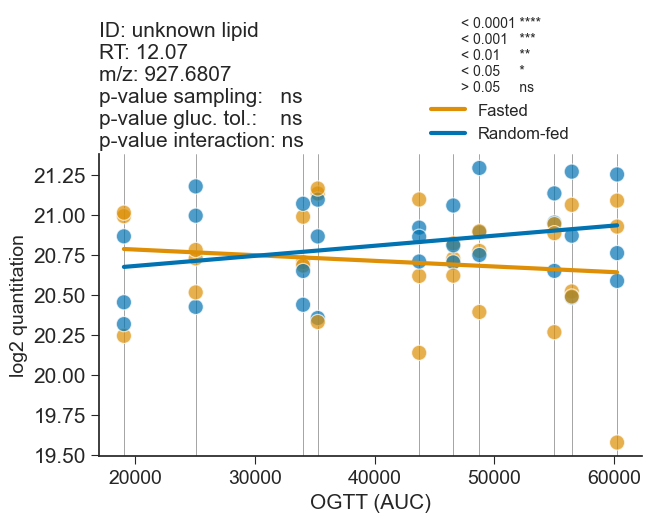 ID: unknown lipid
RT: 12.07
m/z: 927.6807
p-value sampling: ns
p-value gluc. tol.: ns
p-value interaction: ns
< 0.0001 ****
< 0.001 ***
< 0.01 **
< 0.05 *
> 0.05 ns
Fasted
Random-fed
21.25
21.00
20.75
20.50
20.25
20.00
19.75
19.50
log2 quantitation
20000 30000 40000 50000 60000
OGTT (AUC)